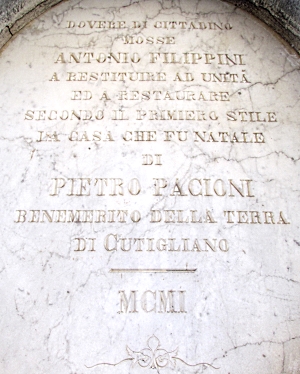 DOVERE DI CITTADINO
MOSSE
ANTONIO FILIPPINI
A RESTITUIRE AD UNITÀ
ED A RESTAURARE
SECONDO IL PRIMIERO STILE
LA CASA CHE FU NATALE
DI
PIETRO PACIONI
BENEMERITO DELLA TERRA
DI CUTIGLIANO
MCMI